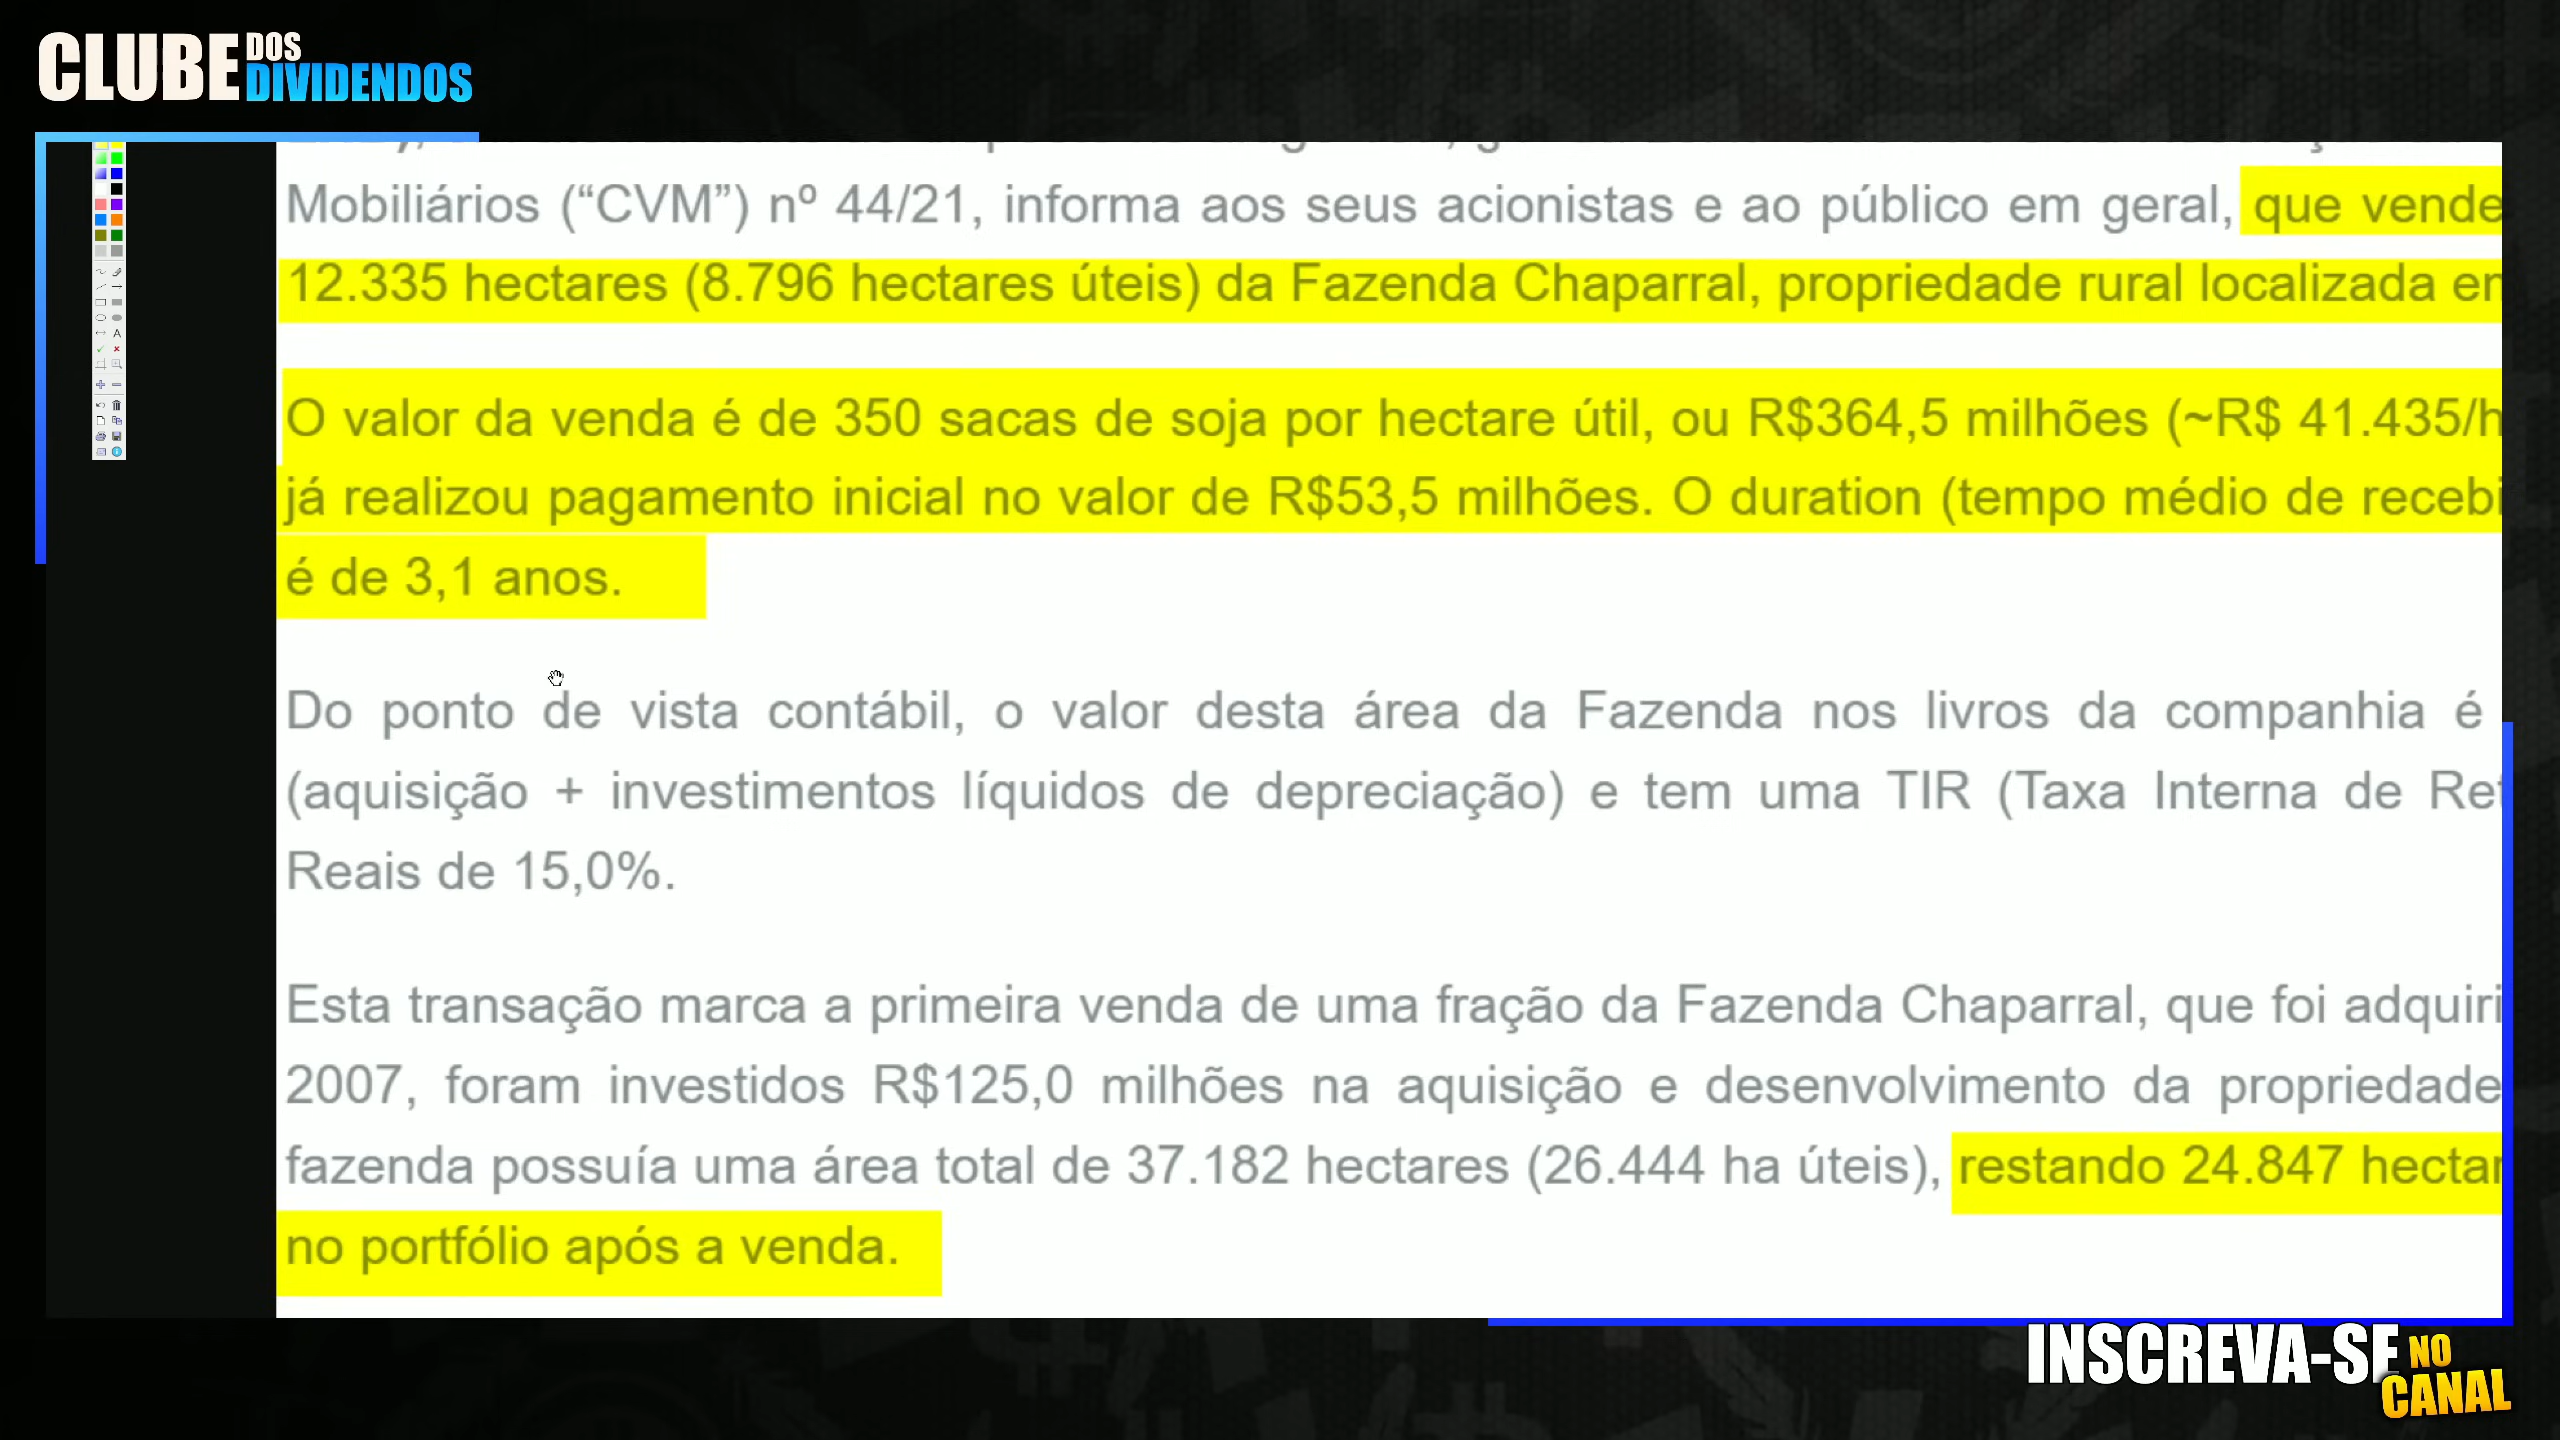 CLUBE DOS
DIVIDENDOS
Mobiliários (“CVM”) nº 44/21, informa aos seus acionistas e ao público em geral, que vende
12.335 hectares (8.796 hectares úteis) da Fazenda Chaparral, propriedade rural localizada
O valor da venda é de 350 sacas de soja por hectare útil, ou R$364,5 milhões (~R$ 41.435/h
já realizou pagamento inicial no valor de R$53,5 milhões. O duration (tempo médio de recebi
é de 3,1 anos.
Do ponto de vista contábil, o valor desta área da Fazenda nos livros da companhia é
(aquisição + investimentos líquidos de depreciação) e tem uma TIR (Taxa Interna de Ret
Reais de 15,0%.
Esta transação marca a primeira venda de uma fração da Fazenda Chaparral, que foi adquiri
2007, foram investidos R$125,0 milhões na aquisição e desenvolvimento da propriedade
fazenda possuía uma área total de 37.182 hectares (26.444 ha úteis), restando 24.847 hectar
no portfólio após a venda.
INSCREVA-SE NO
CANAL